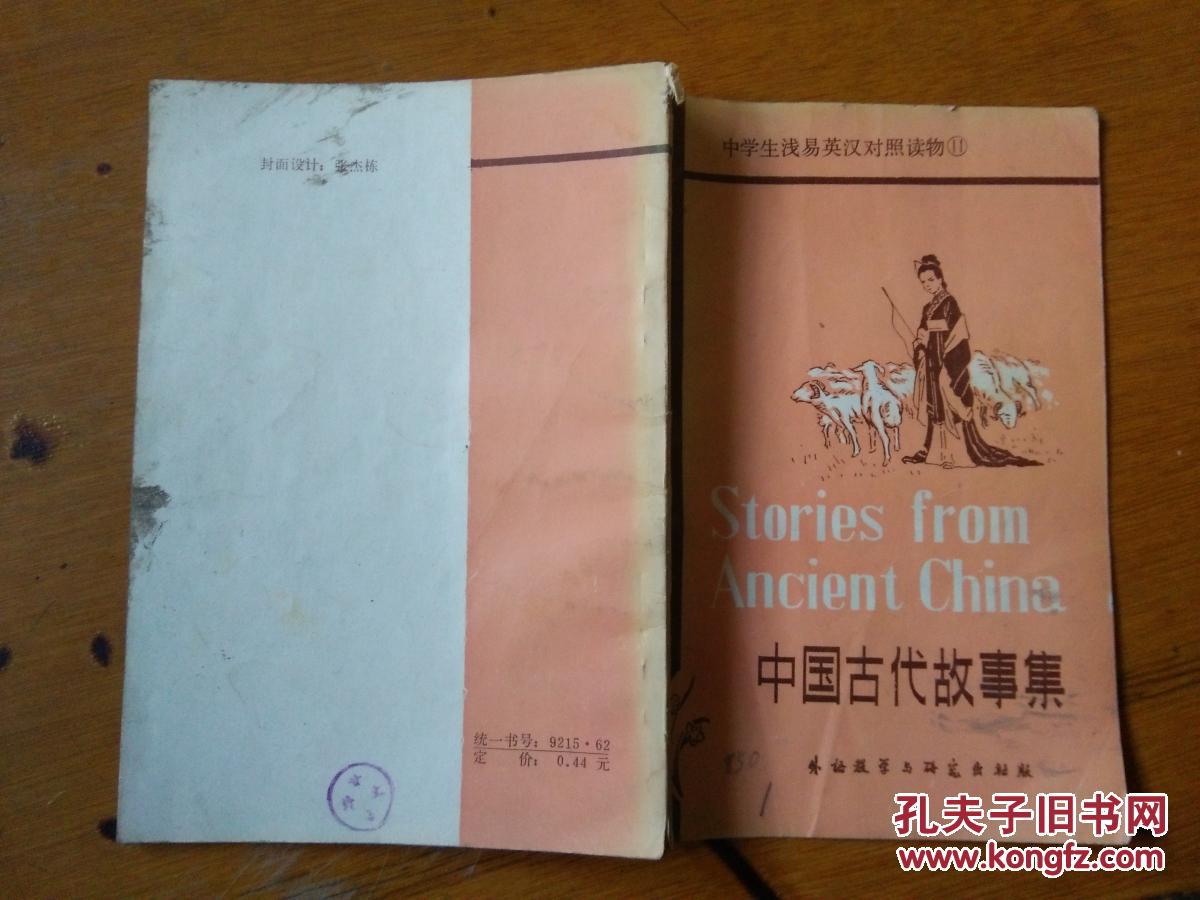 封面设计：张杰栋
统一书号：9215·62
定 价：0.44 元
中学生浅易英汉对照读物⑪
Stories from
Ancient China
中国古代故事集
外语教学与研究出版社
孔夫子旧书网
www.kongfz.com